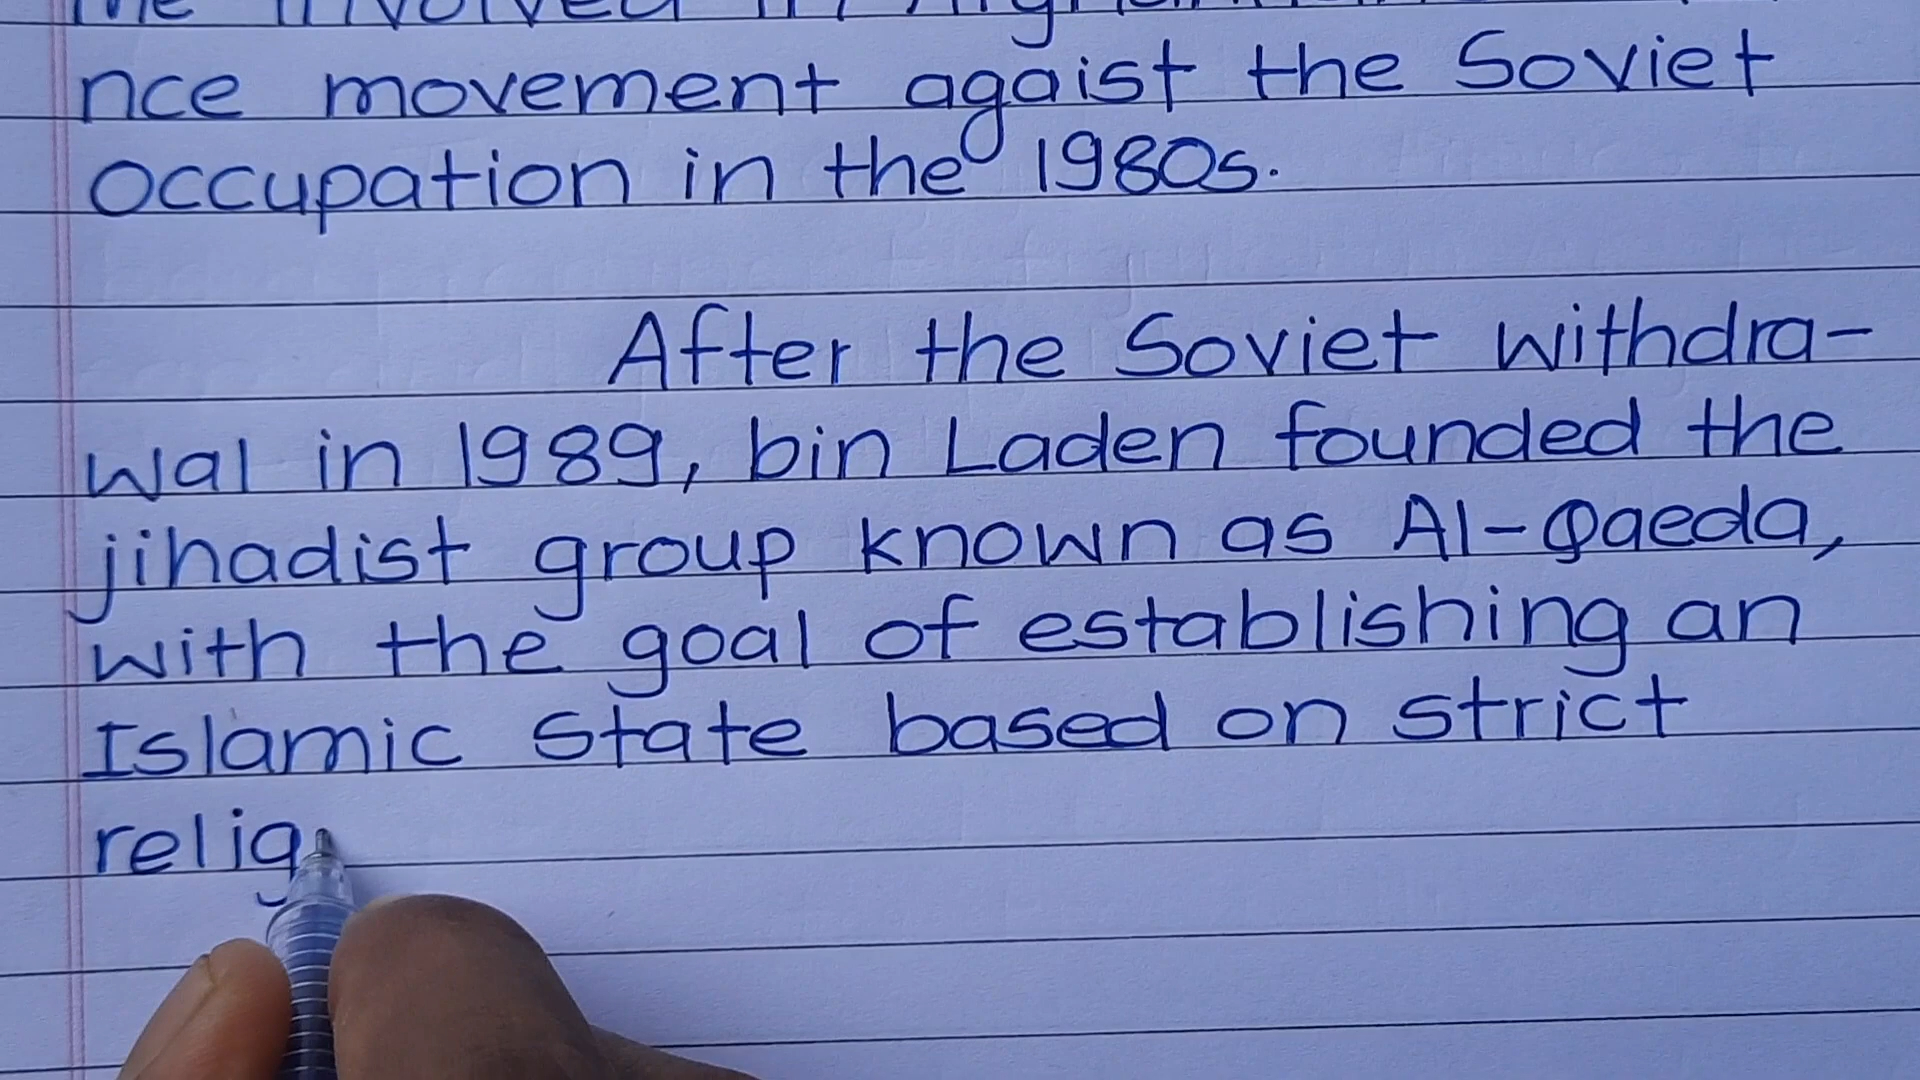 involved in
nce movement agaist the Soviet
occupation in the 1980s.
After the Soviet withdra-
wal in 1989, bin Laden founded the
jihadist group known as Al-Qaeda,
with the goal of establishing an
Islamic state based on strict
relig